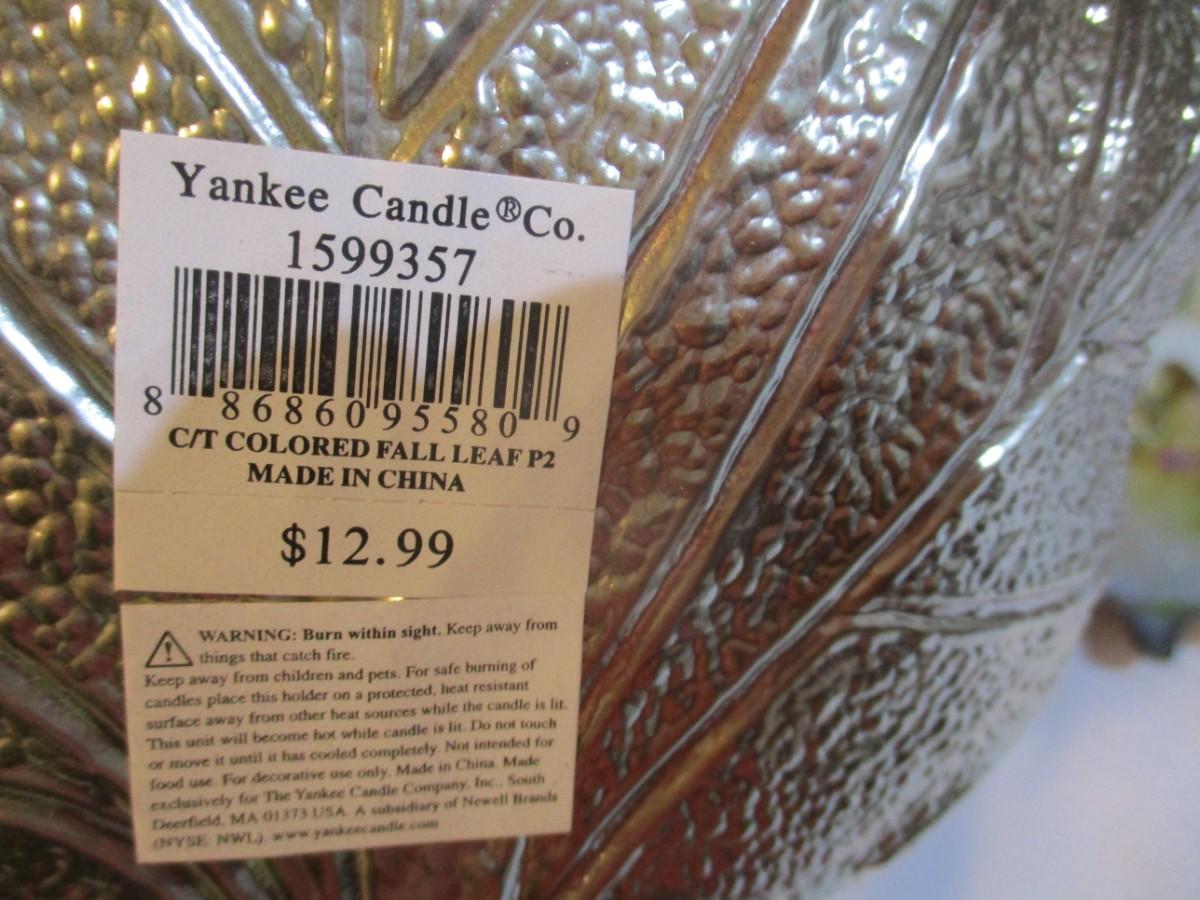 Yankee Candle®Co.
1599357
8 86860 95580 9
C/T COLORED FALL LEAF P2
MADE IN CHINA
$12.99
WARNING: Burn within sight. Keep away from
things that catch fire.
Keep away from children and pets. For safe burning of
candles place this holder on a protected, heat resistant
surface away from other heat sources while the candle is lit.
This unit will become hot while candle is lit. Do not touch
or move it until it has cooled completely. Not intended for
food use. For decorative use only. Made in China. Made
exclusively for The Yankee Candle Company, Inc., South
Deerfield, MA 01373 USA. A subsidiary of Newell Brands
(NYSE: NWL). www.yankeecandle.com